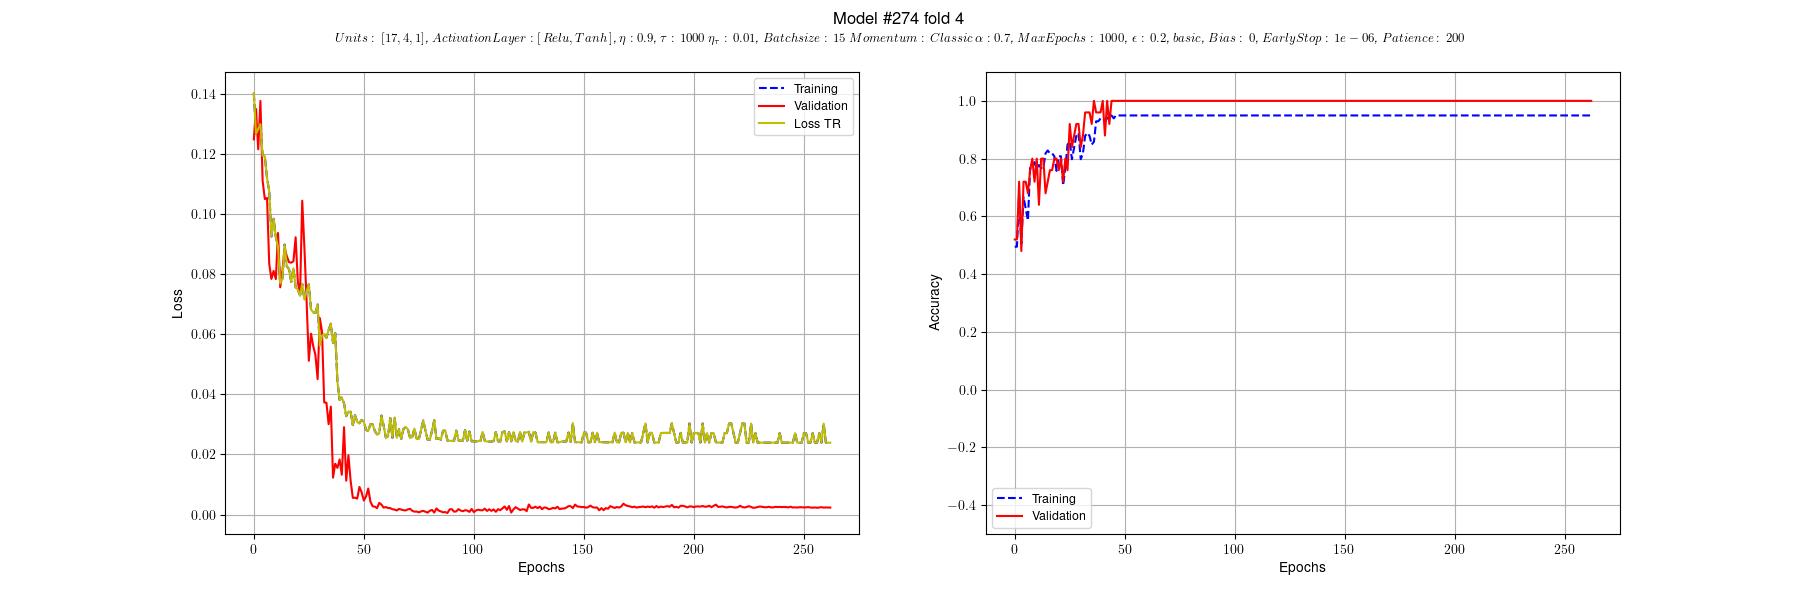 Model #274 fold 4
Units : [17, 4, 1], ActivationLayer : [Relu, Tanh], η : 0.9, τ : 1000 ητ : 0.01, Batchsize : 15 Momentum : Classic α : 0.7, MaxEpochs : 1000, ϵ : 0.2, basic, Bias : 0, EarlyStop : 1e − 06, Patience : 200
Training
Validation
Loss TR
0.14
0.12
0.10
0.08
0.06
0.04
0.02
0.00
Loss
0
50
100
150
200
250
Epochs
1.0
0.8
0.6
0.4
0.2
0.0
−0.2
−0.4
Accuracy
Training
Validation
0
50
100
150
200
250
Epochs